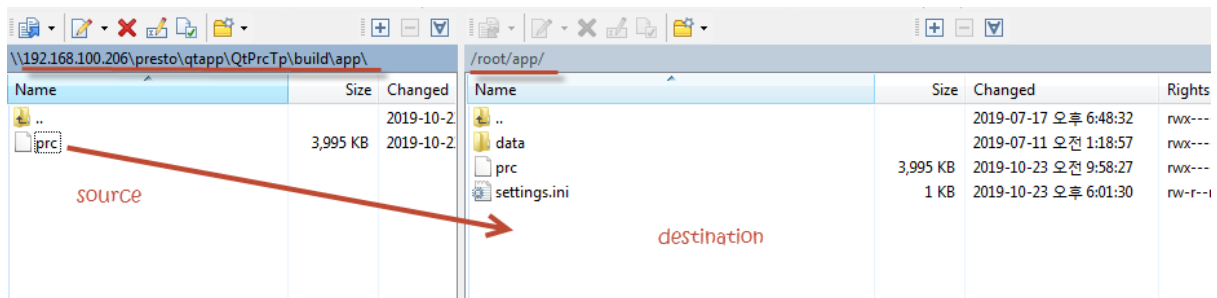 \\192.168.100.206\presto\qtapp\QtPrcTp\build\app\ /root/app/
Name Size Changed Name Size Changed Rights
.. 2019-10-2 .. 2019-07-17 오후 6:48:32 rwx---
prc 3,995 KB 2019-10-2 data 2019-07-11 오전 1:18:57 rwx---
prc 3,995 KB 2019-10-23 오전 9:58:27 rwx---
settings.ini 1 KB 2019-10-23 오후 6:01:30 rw-r--r
source
destination